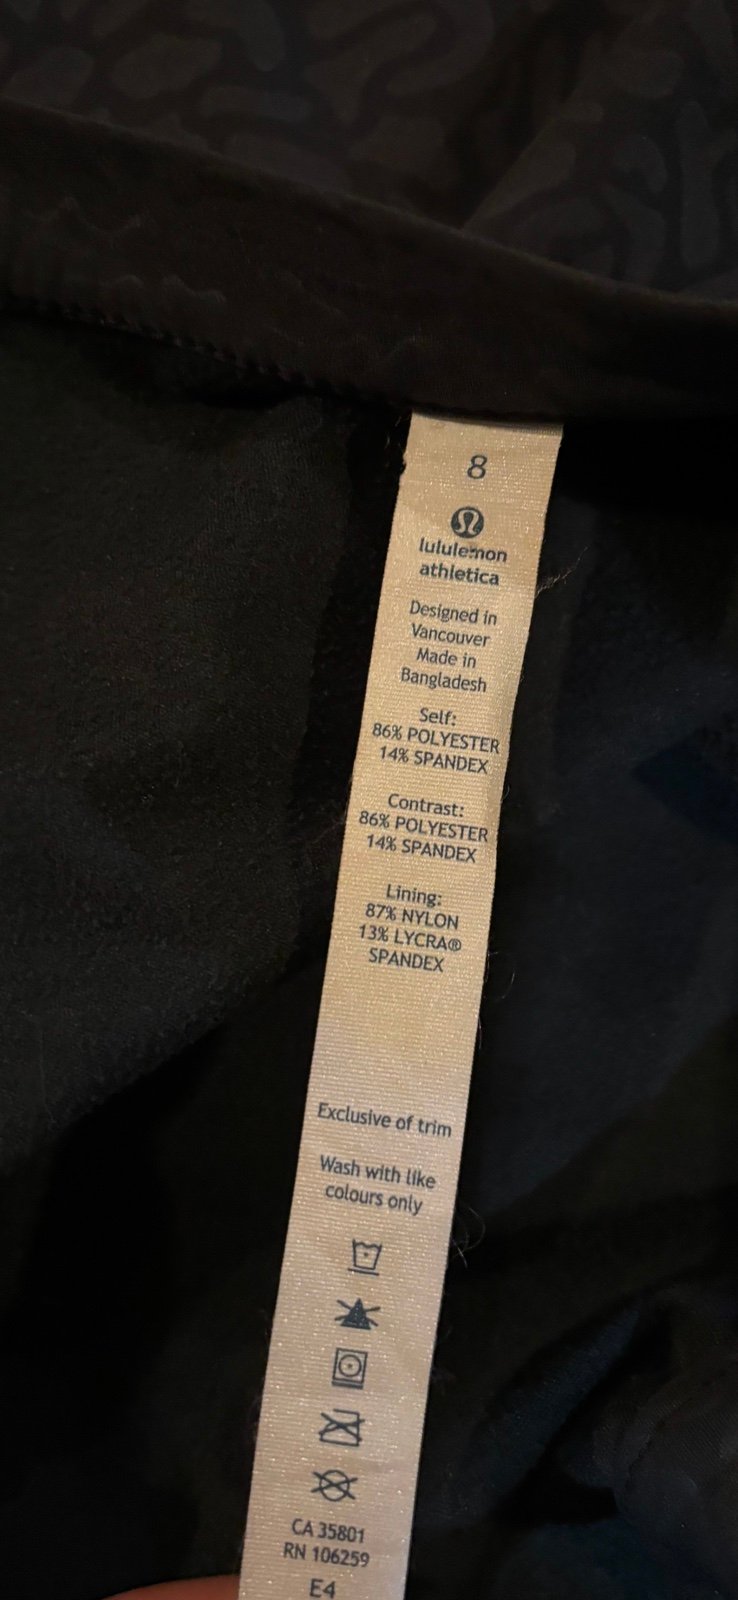 8
lululemon
athletica
Designed in
Vancouver
Made in
Bangladesh
Self:
86% POLYESTER
14% SPANDEX
Contrast:
86% POLYESTER
14% SPANDEX
Lining:
87% NYLON
13% LYCRA®
SPANDEX
Exclusive of trim
Wash with like
colours only
CA 35801
RN 106259
E4